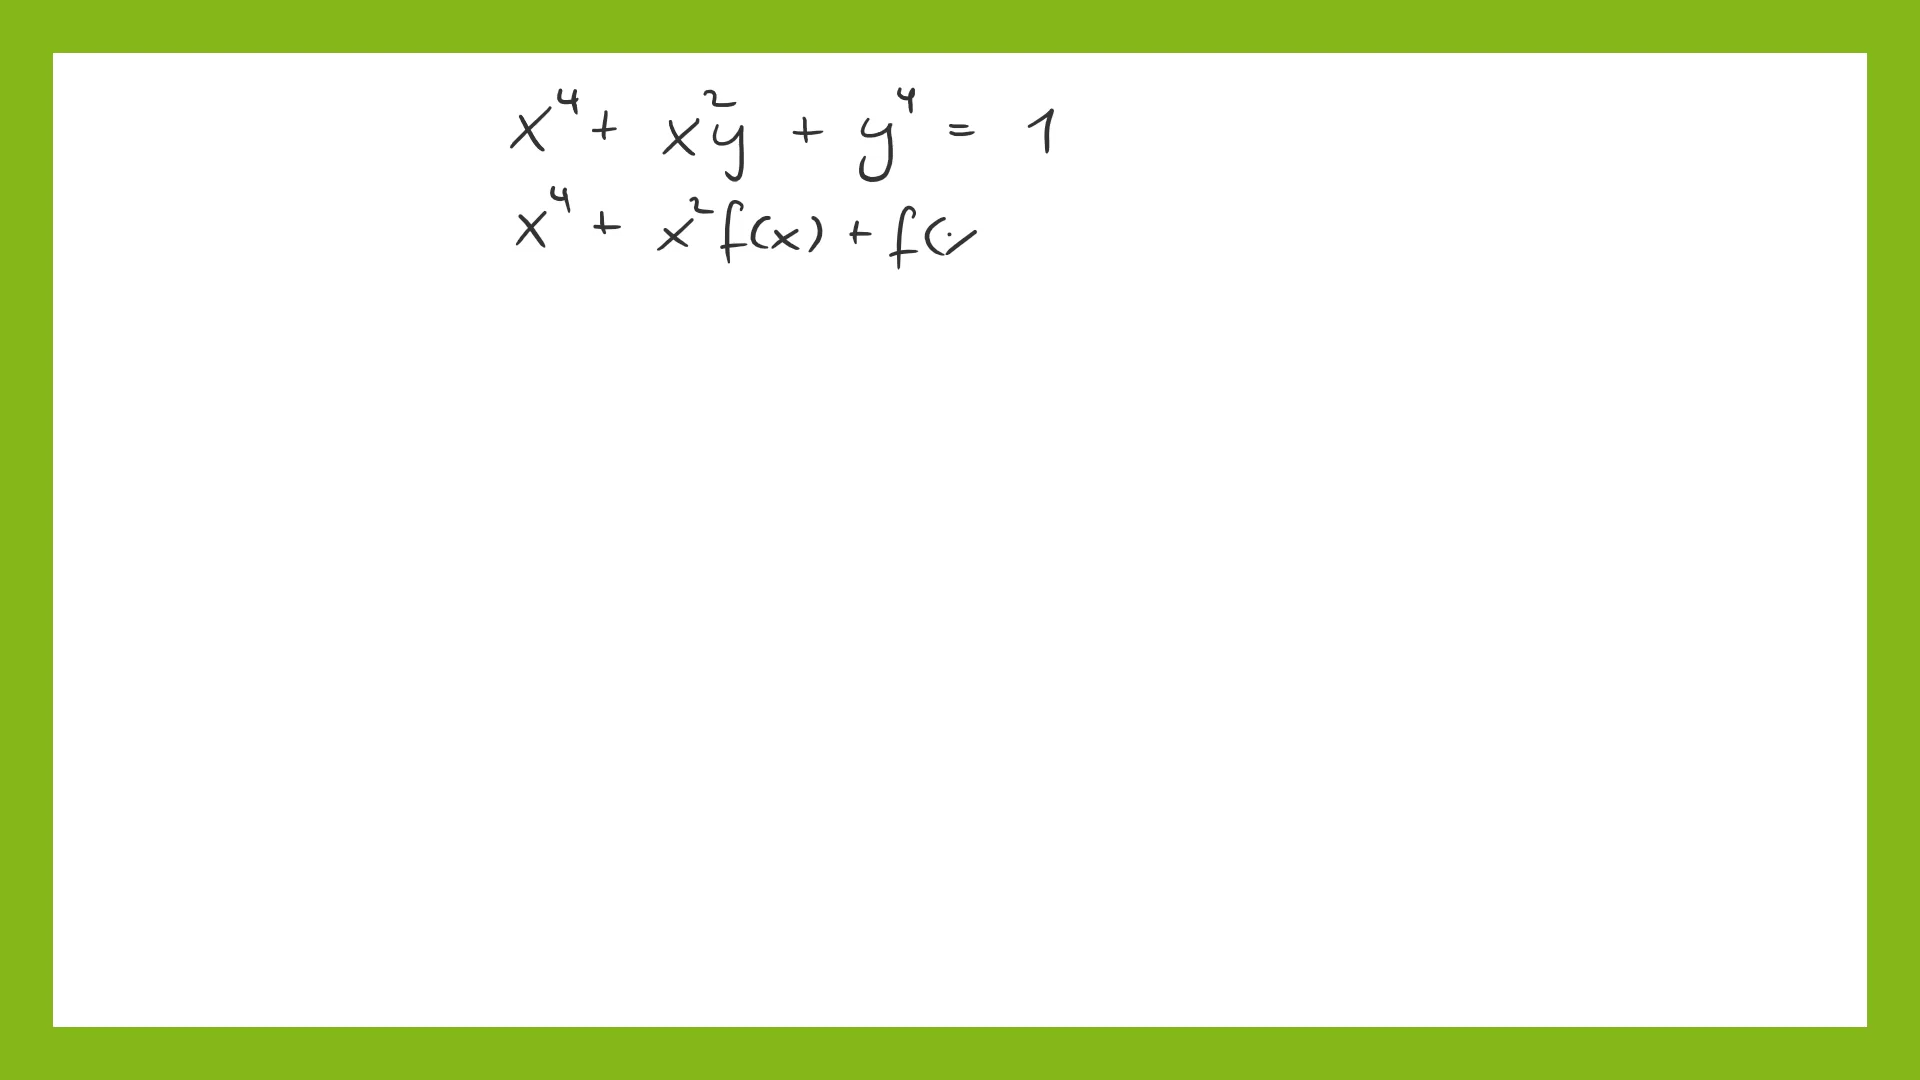 x⁴ + x²y + y⁴ = 1
x⁴ + x²f(x) + f(